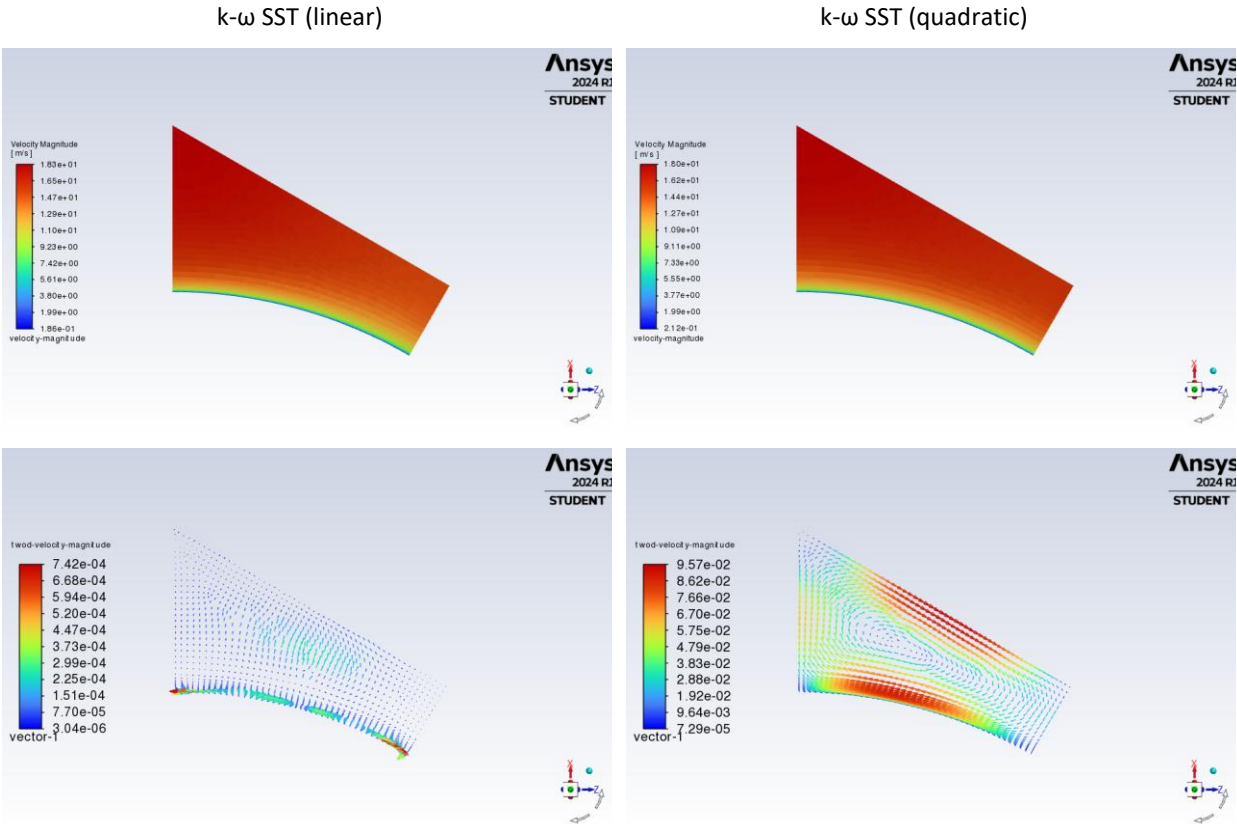 k-ω SST (linear)
k-ω SST (quadratic)
Ansys
2024 R1
STUDENT
Velocity Magnitude
[ m/s ]
1.83e+01
1.65e+01
1.47e+01
1.29e+01
1.10e+01
9.23e+00
7.42e+00
5.61e+00
3.80e+00
1.99e+00
1.86e-01
velocity-magnitude
X
Z
Ansys
2024 R1
STUDENT
Velocity Magnitude
[ m/s ]
1.80e+01
1.62e+01
1.44e+01
1.27e+01
1.09e+01
9.11e+00
7.33e+00
5.55e+00
3.77e+00
1.99e+00
2.12e-01
velocity-magnitude
X
Z
Ansys
2024 R1
STUDENT
twod-velocity-magnitude
7.42e-04
6.68e-04
5.94e-04
5.20e-04
4.47e-04
3.73e-04
2.99e-04
2.25e-04
1.51e-04
7.70e-05
3.04e-06
vector-1
X
Z
Ansys
2024 R1
STUDENT
twod-velocity-magnitude
9.57e-02
8.62e-02
7.66e-02
6.70e-02
5.75e-02
4.79e-02
3.83e-02
2.88e-02
1.92e-02
9.64e-03
7.29e-05
vector-1
X
Z